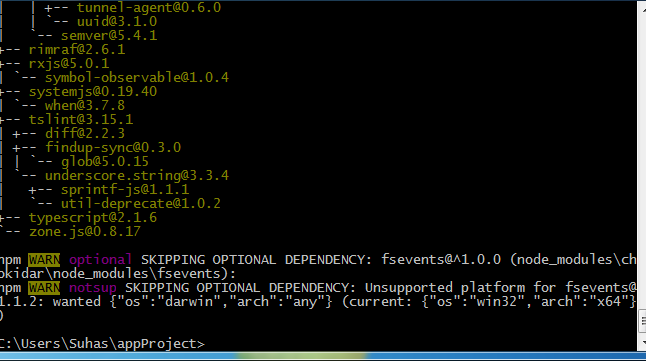 |   | +-- tunnel-agent@0.6.0
|   | `-- uuid@3.1.0
|   `-- semver@5.4.1
+-- rimraf@2.6.1
+-- rxjs@5.0.1
| `-- symbol-observable@1.0.4
+-- systemjs@0.19.40
| `-- when@3.7.8
+-- tslint@3.15.1
| +-- diff@2.2.3
| +-- findup-sync@0.3.0
| | `-- glob@5.0.15
| `-- underscore.string@3.3.4
|   +-- sprintf-js@1.1.1
|   `-- util-deprecate@1.0.2
+-- typescript@2.1.6
`-- zone.js@0.8.17
npm WARN optional SKIPPING OPTIONAL DEPENDENCY: fsevents@^1.0.0 (node_modules\ch
okidar\node_modules\fsevents):
npm WARN notsup SKIPPING OPTIONAL DEPENDENCY: Unsupported platform for fsevents@
1.1.2: wanted {"os":"darwin","arch":"any"} (current: {"os":"win32","arch":"x64"}
)
C:\Users\Suhas\appProject>